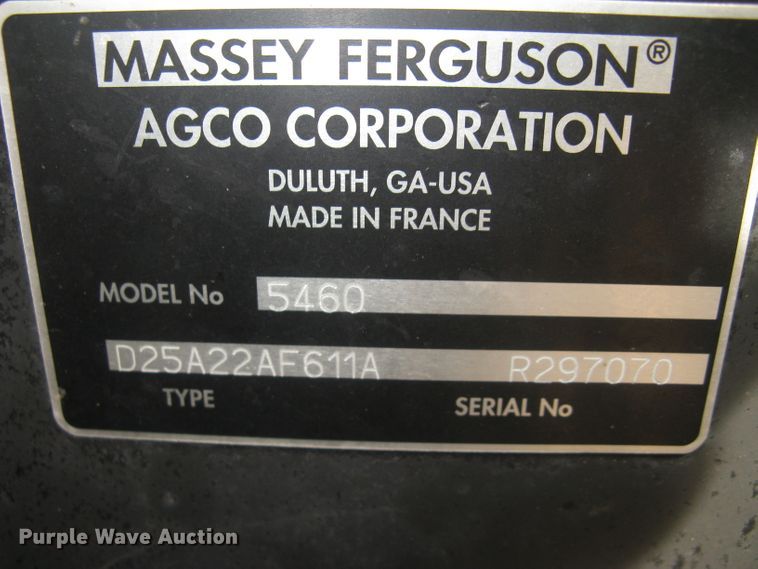 MASSEY FERGUSON®
AGCO CORPORATION
DULUTH, GA-USA
MADE IN FRANCE
MODEL No 5460
D25A22AF611A R297070
TYPE SERIAL No
Purple Wave Auction